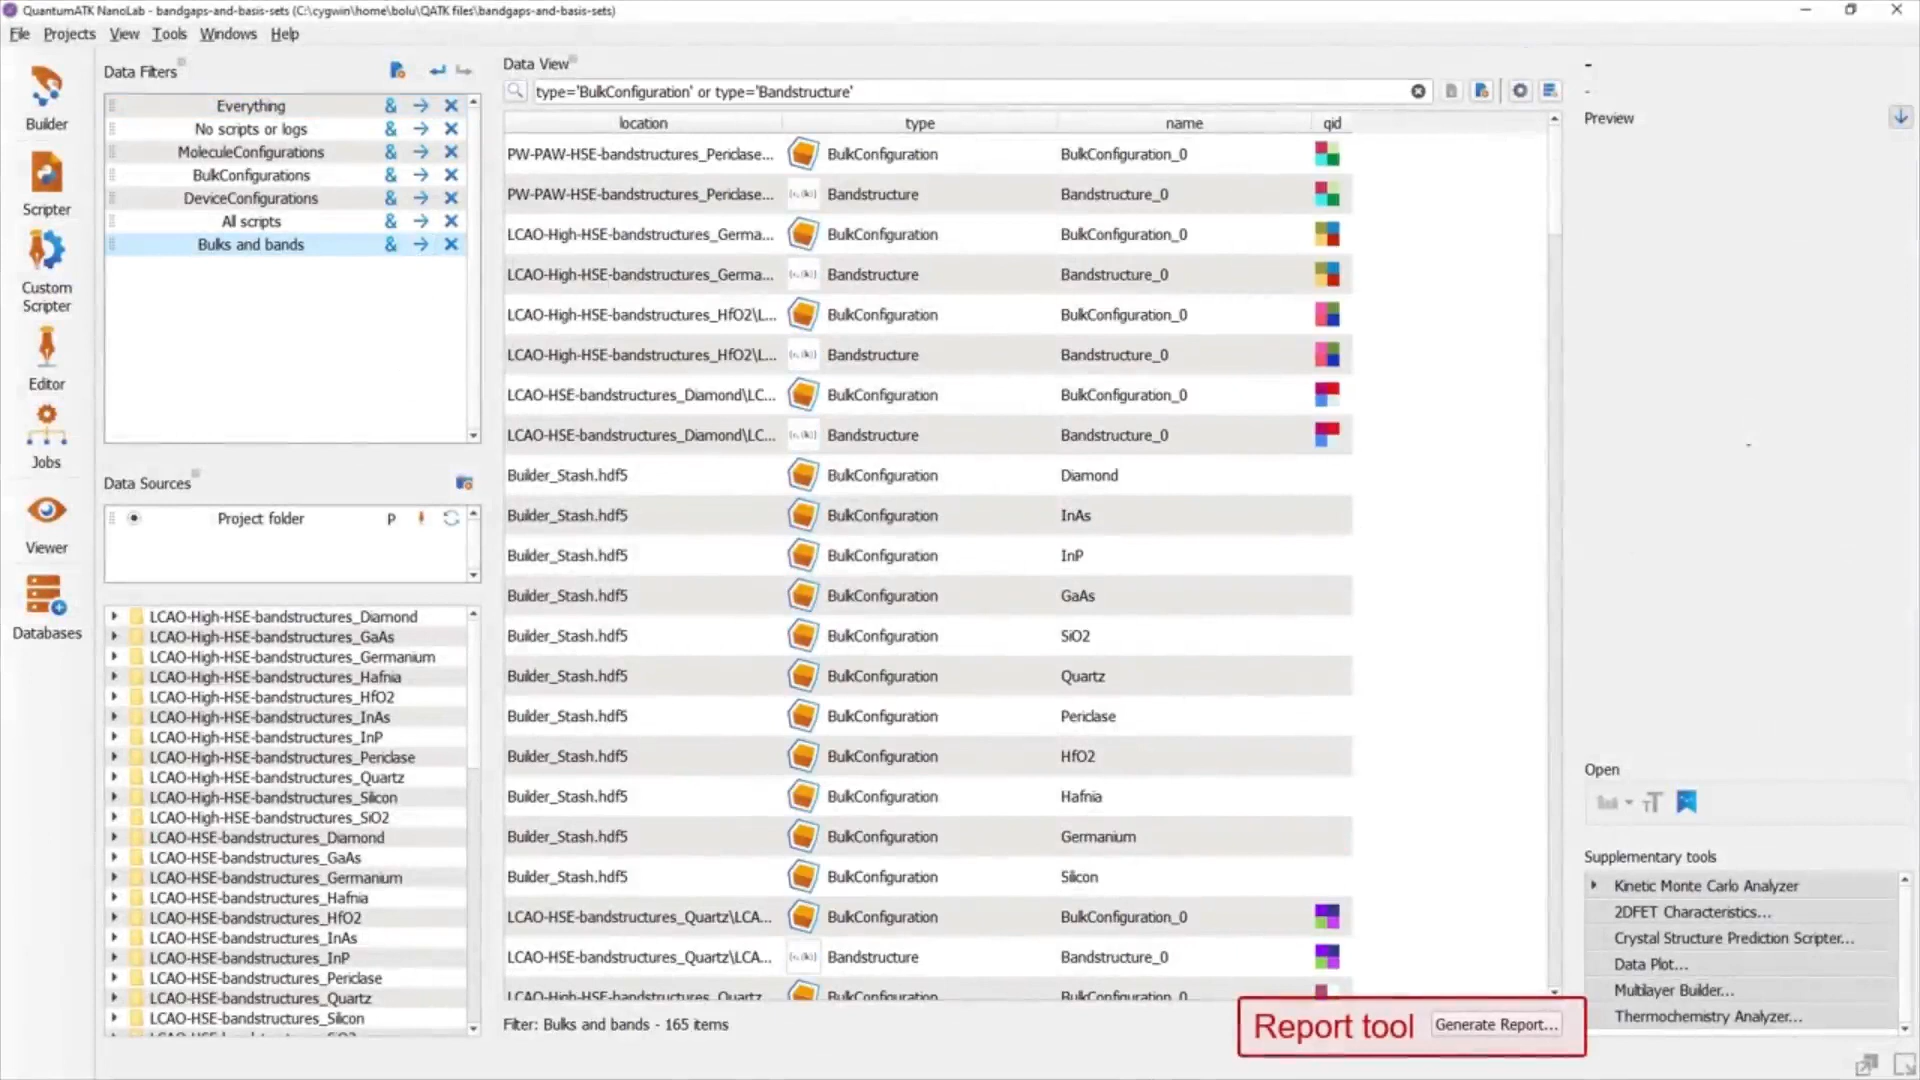 QuantumATK NanoLab - bandgaps-and-basis-sets (C:\cygwin\home\bolu\QATK files\bandgaps-and-basis-sets)
File Projects View Tools Windows Help
Builder
Scripter
Custom
Scripter
Editor
Jobs
Viewer
Databases
Data Filters
Everything & 
No scripts or logs &
MoleculeConfigurations &
BulkConfigurations &
DeviceConfigurations &
All scripts &
Bulks and bands &
Data Sources
Project folder P
LCAO-High-HSE-bandstructures_Diamond
LCAO-High-HSE-bandstructures_GaAs
LCAO-High-HSE-bandstructures_Germanium
LCAO-High-HSE-bandstructures_Hafnia
LCAO-High-HSE-bandstructures_HfO2
LCAO-High-HSE-bandstructures_InAs
LCAO-High-HSE-bandstructures_InP
LCAO-High-HSE-bandstructures_Periclase
LCAO-High-HSE-bandstructures_Quartz
LCAO-High-HSE-bandstructures_Silicon
LCAO-High-HSE-bandstructures_SiO2
LCAO-HSE-bandstructures_Diamond
LCAO-HSE-bandstructures_GaAs
LCAO-HSE-bandstructures_Germanium
LCAO-HSE-bandstructures_Hafnia
LCAO-HSE-bandstructures_HfO2
LCAO-HSE-bandstructures_InAs
LCAO-HSE-bandstructures_InP
LCAO-HSE-bandstructures_Periclase
LCAO-HSE-bandstructures_Quartz
LCAO-HSE-bandstructures_Silicon
Data View
type='BulkConfiguration' or type='Bandstructure'
location type name qid
PW-PAW-HSE-bandstructures_Periclase... BulkConfiguration BulkConfiguration_0
PW-PAW-HSE-bandstructures_Periclase... Bandstructure Bandstructure_0
LCAO-High-HSE-bandstructures_Germa... BulkConfiguration BulkConfiguration_0
LCAO-High-HSE-bandstructures_Germa... Bandstructure Bandstructure_0
LCAO-High-HSE-bandstructures_HfO2\L... BulkConfiguration BulkConfiguration_0
LCAO-High-HSE-bandstructures_HfO2\L... Bandstructure Bandstructure_0
LCAO-HSE-bandstructures_Diamond\LC... BulkConfiguration BulkConfiguration_0
LCAO-HSE-bandstructures_Diamond\LC... Bandstructure Bandstructure_0
Builder_Stash.hdf5 BulkConfiguration Diamond
Builder_Stash.hdf5 BulkConfiguration InAs
Builder_Stash.hdf5 BulkConfiguration InP
Builder_Stash.hdf5 BulkConfiguration GaAs
Builder_Stash.hdf5 BulkConfiguration SiO2
Builder_Stash.hdf5 BulkConfiguration Quartz
Builder_Stash.hdf5 BulkConfiguration Periclase
Builder_Stash.hdf5 BulkConfiguration HfO2
Builder_Stash.hdf5 BulkConfiguration Hafnia
Builder_Stash.hdf5 BulkConfiguration Germanium
Builder_Stash.hdf5 BulkConfiguration Silicon
LCAO-HSE-bandstructures_Quartz\LCA... BulkConfiguration BulkConfiguration_0
LCAO-HSE-bandstructures_Quartz\LCA... Bandstructure Bandstructure_0
LCAO-High-HSE-bandstructures_Quartz BulkConfiguration BulkConfiguration_0
Filter: Bulks and bands - 165 items
Report tool Generate Report...
-
-
Preview
-
Open
TT
Supplementary tools
Kinetic Monte Carlo Analyzer
2DFET Characteristics...
Crystal Structure Prediction Scripter...
Data Plot...
Multilayer Builder...
Thermochemistry Analyzer...